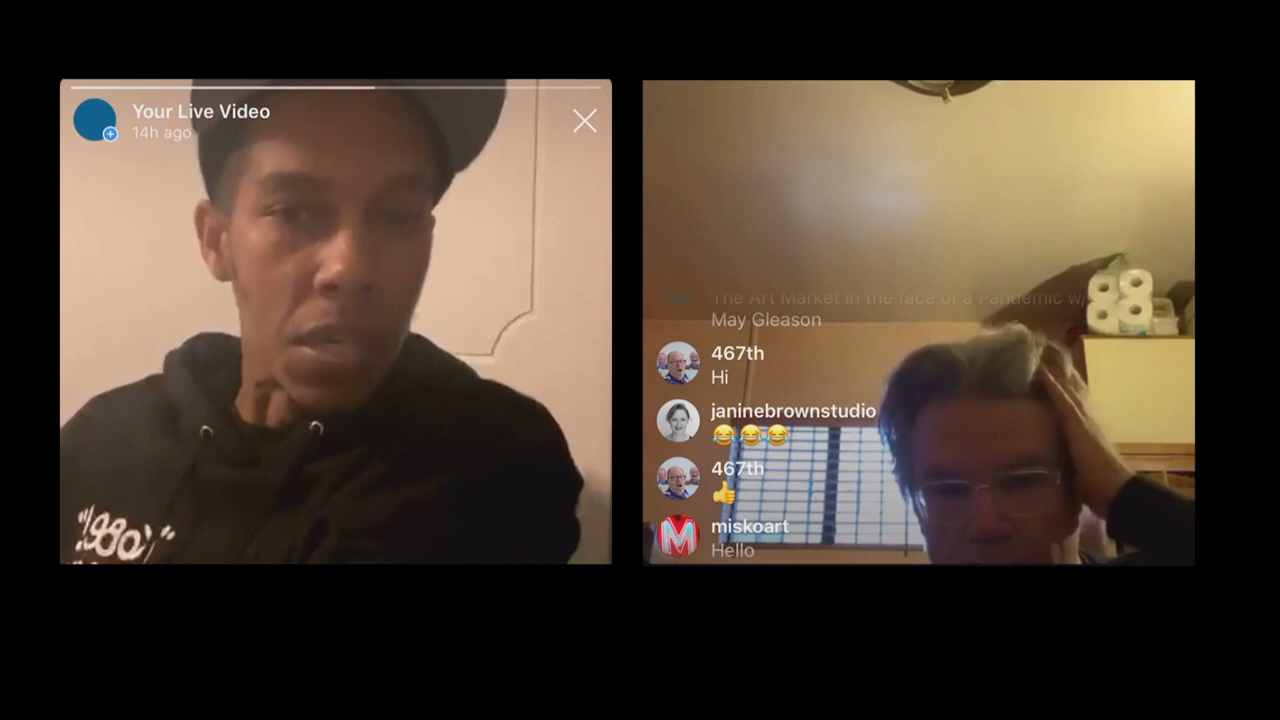 Your Live Video
14h ago
The Art Market in the face of a Pandemic w/
May Gleason
467th
Hi
janinebrownstudio
😂😂😂
467th
👍
miskoart
Hello
"1980"